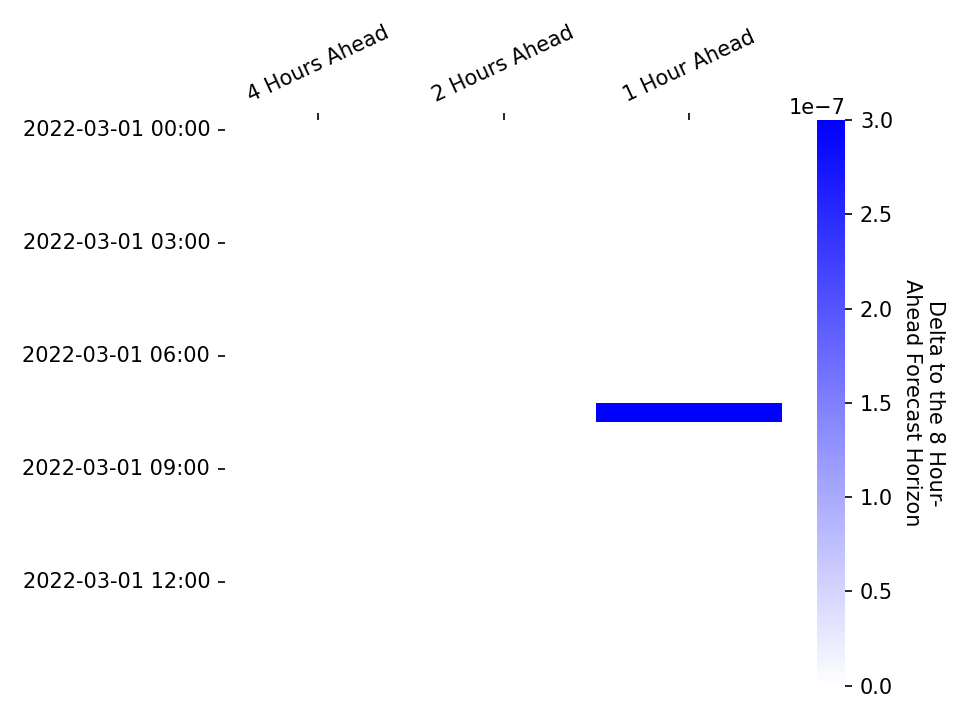 4 Hours Ahead
2 Hours Ahead
1 Hour Ahead
1e−7
2022-03-01 00:00
2022-03-01 03:00
2022-03-01 06:00
2022-03-01 09:00
2022-03-01 12:00
3.0
2.5
2.0
1.5
1.0
0.5
0.0
Delta to the 8 Hour-
Ahead Forecast Horizon